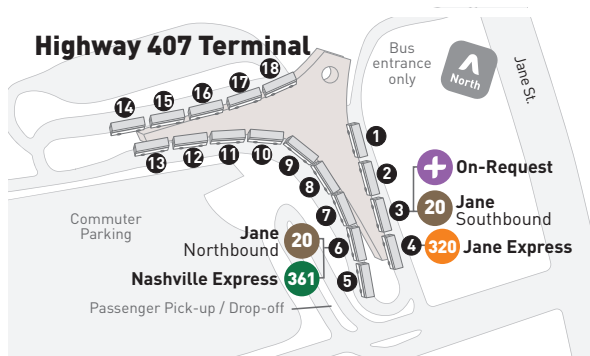 Highway 407 Terminal
Bus
entrance
only
North
Jane St.
18
17
16
15
14
13
12
11
10
9
8
7
6
5
1
2
3
4
On-Request
20 Jane
Southbound
320 Jane Express
Commuter
Parking
Jane
Northbound 20
Nashville Express 361
Passenger Pick-up / Drop-off